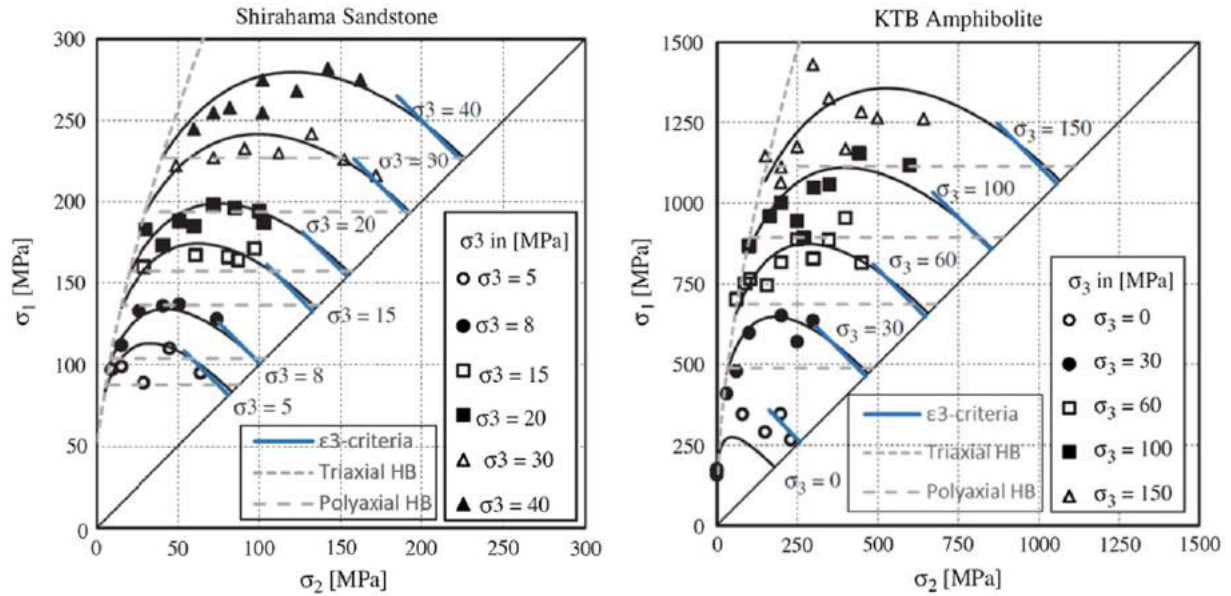 Shirahama Sandstone
300
250
200
150
100
50
0
σ1 [MPa]
0 50 100 150 200 250 300
σ2 [MPa]
σ3 = 40
σ3 = 30
σ3 = 20
σ3 = 15
σ3 = 8
σ3 = 5
ε3-criteria
Triaxial HB
Polyaxial HB
σ3 in [MPa]
σ3 = 5
σ3 = 8
σ3 = 15
σ3 = 20
σ3 = 30
σ3 = 40
KTB Amphibolite
1500
1250
1000
750
500
250
0
σ1 [MPa]
0 250 500 750 1000 1250 1500
σ2 [MPa]
σ3 = 150
σ3 = 100
σ3 = 60
σ3 = 30
σ3 = 0
ε3-criteria
Triaxial HB
Polyaxial HB
σ3 in [MPa]
σ3 = 0
σ3 = 30
σ3 = 60
σ3 = 100
σ3 = 150